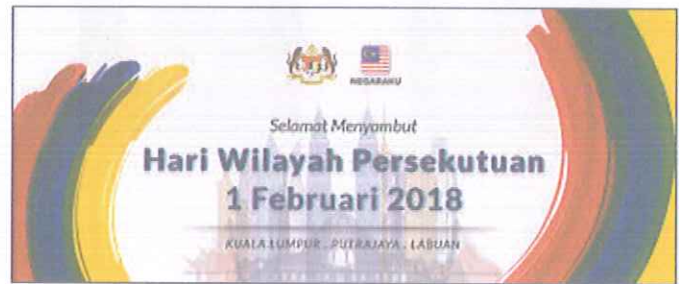 NEGARAKU
Selamat Menyambut
Hari Wilayah Persekutuan
1 Februari 2018
KUALA LUMPUR . PUTRAJAYA . LABUAN